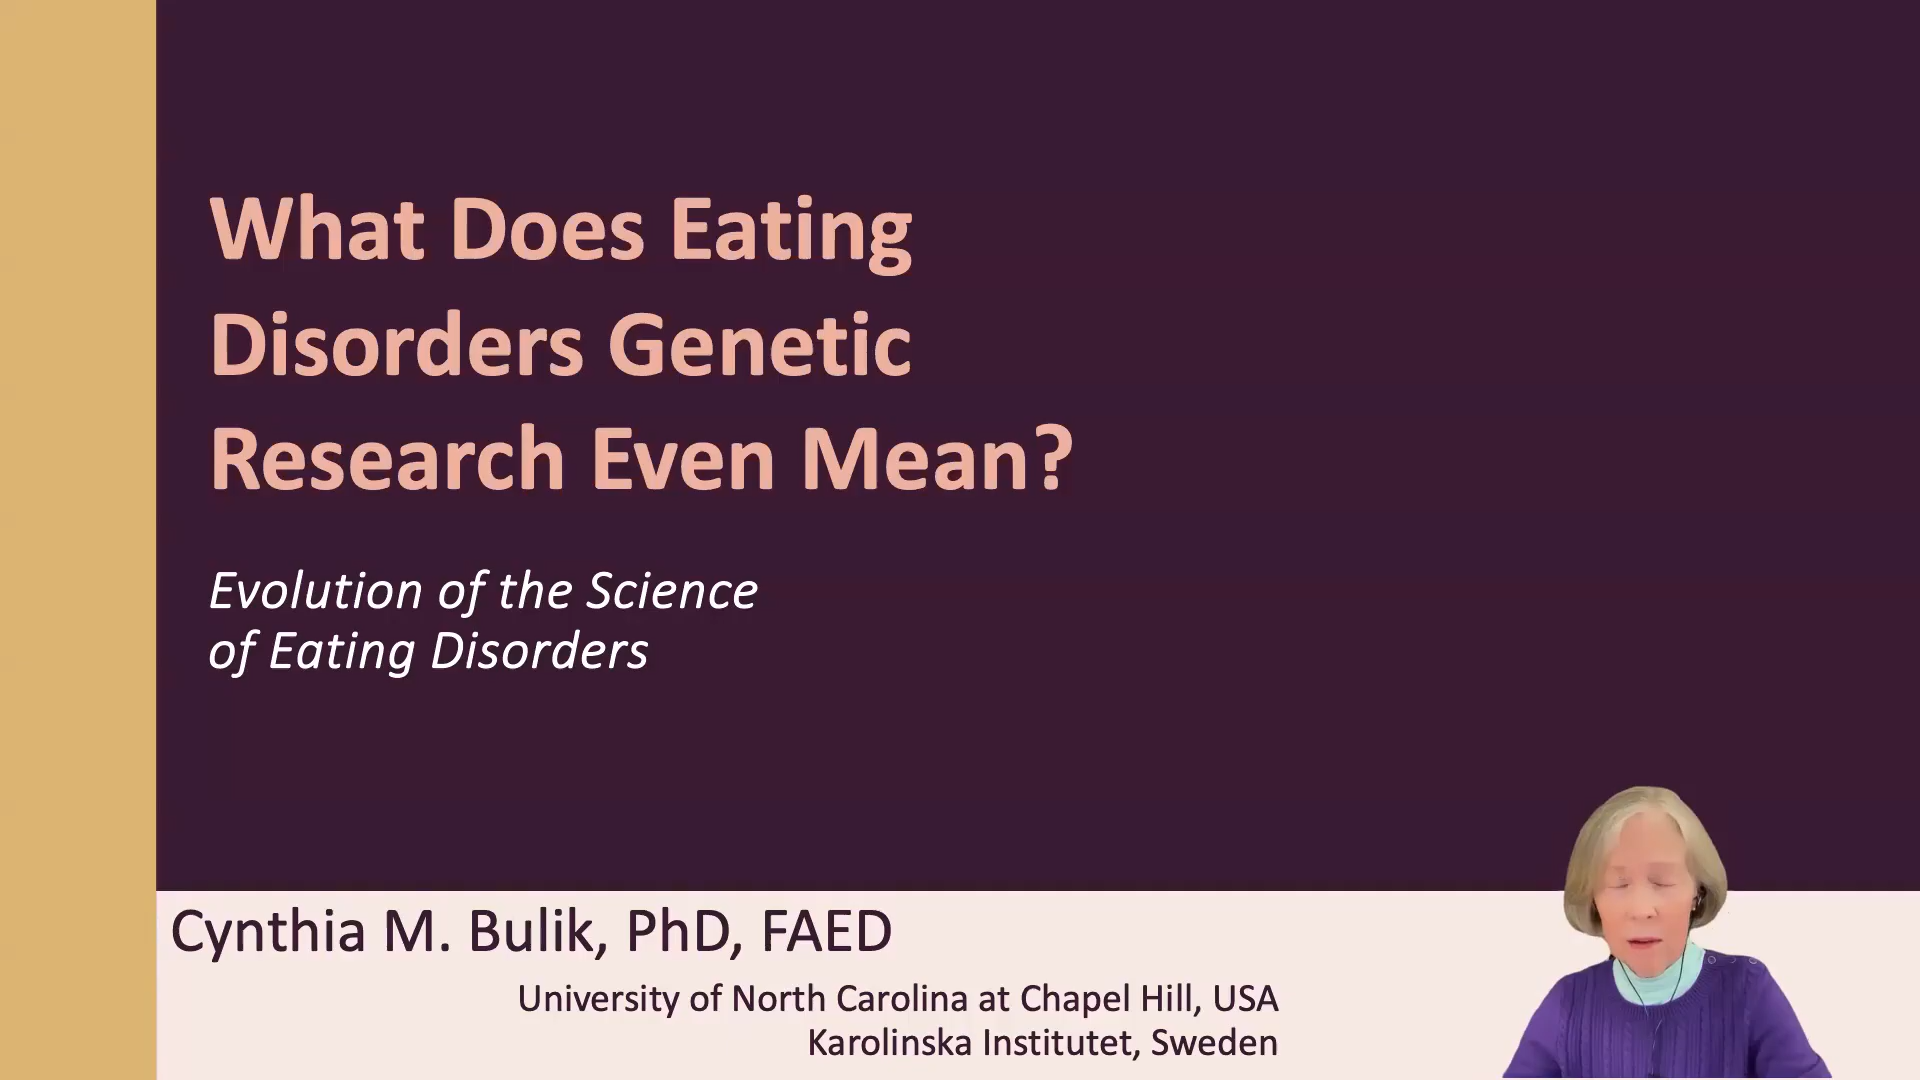 What Does Eating
Disorders Genetic
Research Even Mean?
Evolution of the Science
of Eating Disorders
Cynthia M. Bulik, PhD, FAED
University of North Carolina at Chapel Hill, USA
Karolinska Institutet, Sweden